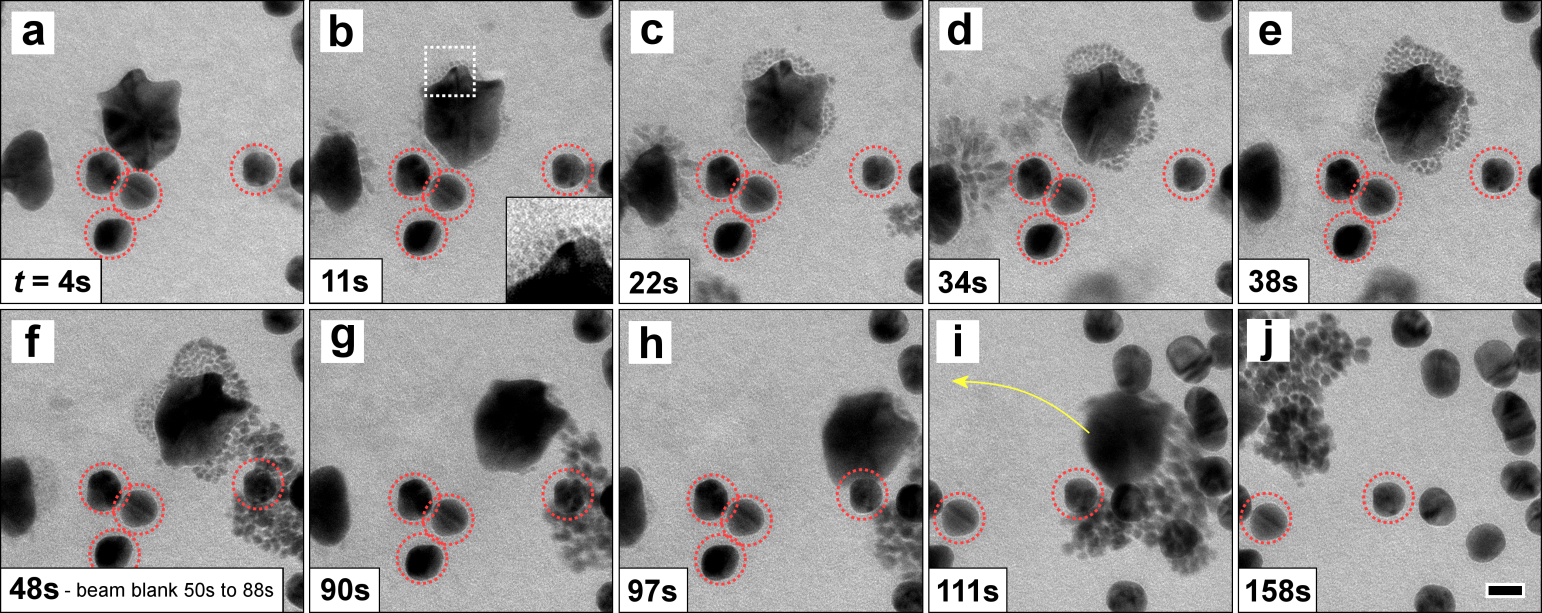 a
b
c
d
e
t = 4s
11s
22s
34s
38s
f
g
h
i
j
48s - beam blank 50s to 88s
90s
97s
111s
158s